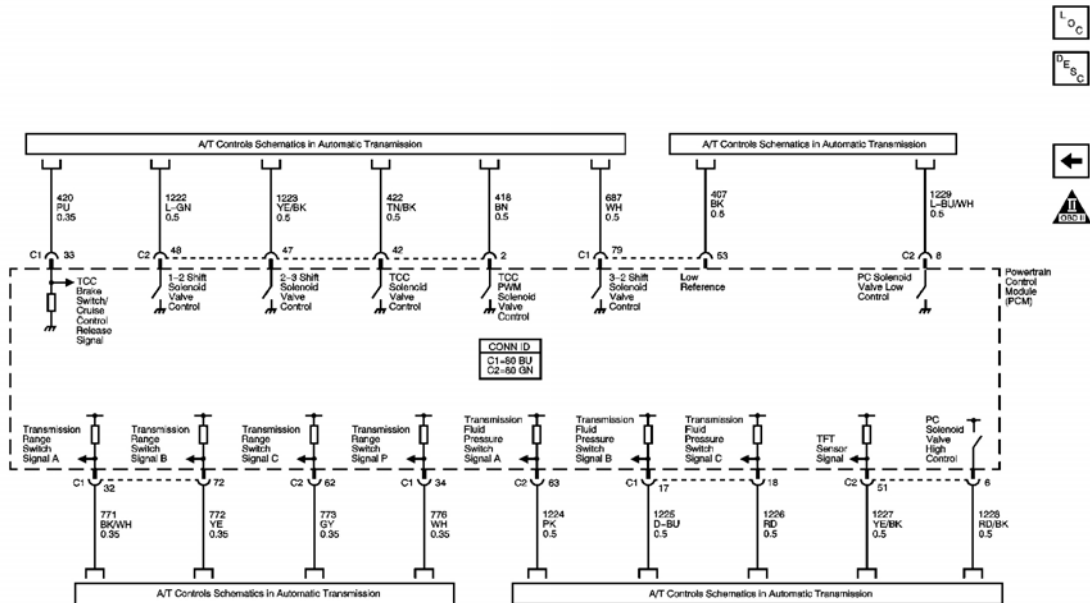 LOC
DESC
A/T Controls Schematics in Automatic Transmission
A/T Controls Schematics in Automatic Transmission
II
OBD II
420
PU
0.35
1222
L-GN
0.5
1223
YE/BK
0.5
422
TN/BK
0.5
418
BN
0.5
687
WH
0.5
407
BK
0.5
1229
L-BU/WH
0.5
C1 33
C2 48
47
42
2
C1 79
53
C2 8
TCC
Brake
Switch/
Cruise
Control
Release
Signal
1-2 Shift
Solenoid
Valve
Control
2-3 Shift
Solenoid
Valve
Control
TCC
Solenoid
Valve
Control
TCC
PWM
Solenoid
Valve
Control
3-2 Shift
Solenoid
Valve
Control
Low
Reference
PC Solenoid
Valve Low
Control
Powertrain
Control
Module
(PCM)
CONN ID
C1=80 BU
C2=80 GN
Transmission
Range
Switch
Signal A
Transmission
Range
Switch
Signal B
Transmission
Range
Switch
Signal C
Transmission
Range
Switch
Signal P
Transmission
Fluid
Pressure
Switch
Signal A
Transmission
Fluid
Pressure
Switch
Signal B
Transmission
Fluid
Pressure
Switch
Signal C
TFT
Sensor
Signal
PC
Solenoid
Valve
High
Control
C1 32
72
C2 62
C1 34
C2 63
C1 17
18
C2 51
6
771
BK/WH
0.35
772
YE
0.35
773
GY
0.35
776
WH
0.35
1224
PK
0.5
1225
D-BU
0.5
1226
RD
0.5
1227
YE/BK
0.5
1228
RD/BK
0.5
A/T Controls Schematics in Automatic Transmission
A/T Controls Schematics in Automatic Transmission